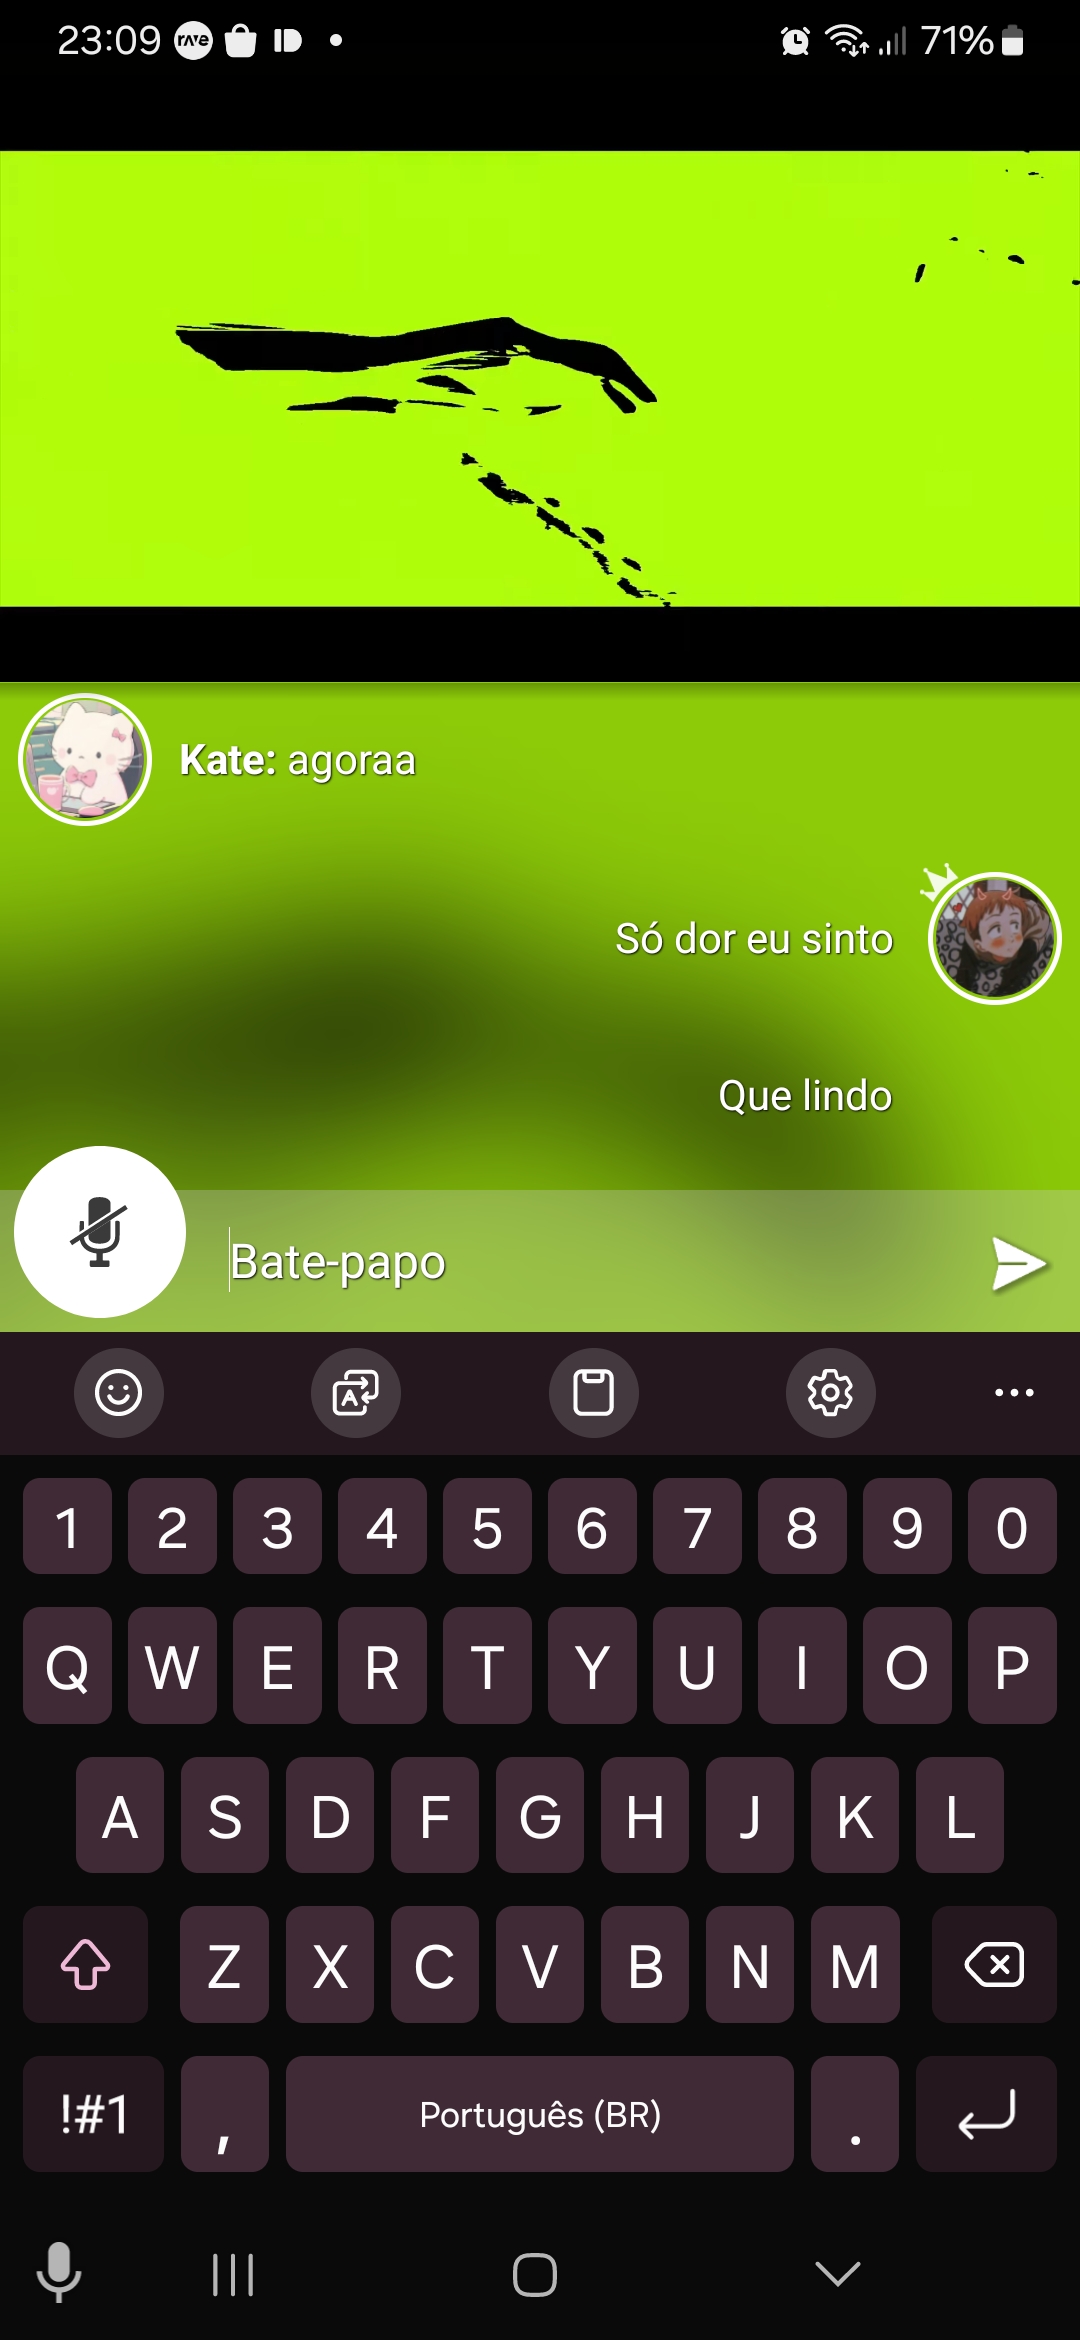 23:09 rave 71%
Kate: agoraa
Só dor eu sinto
Que lindo
Bate-papo
1 2 3 4 5 6 7 8 9 0
Q W E R T Y U I O P
A S D F G H J K L
Z X C V B N M
!#1 , Português (BR) .